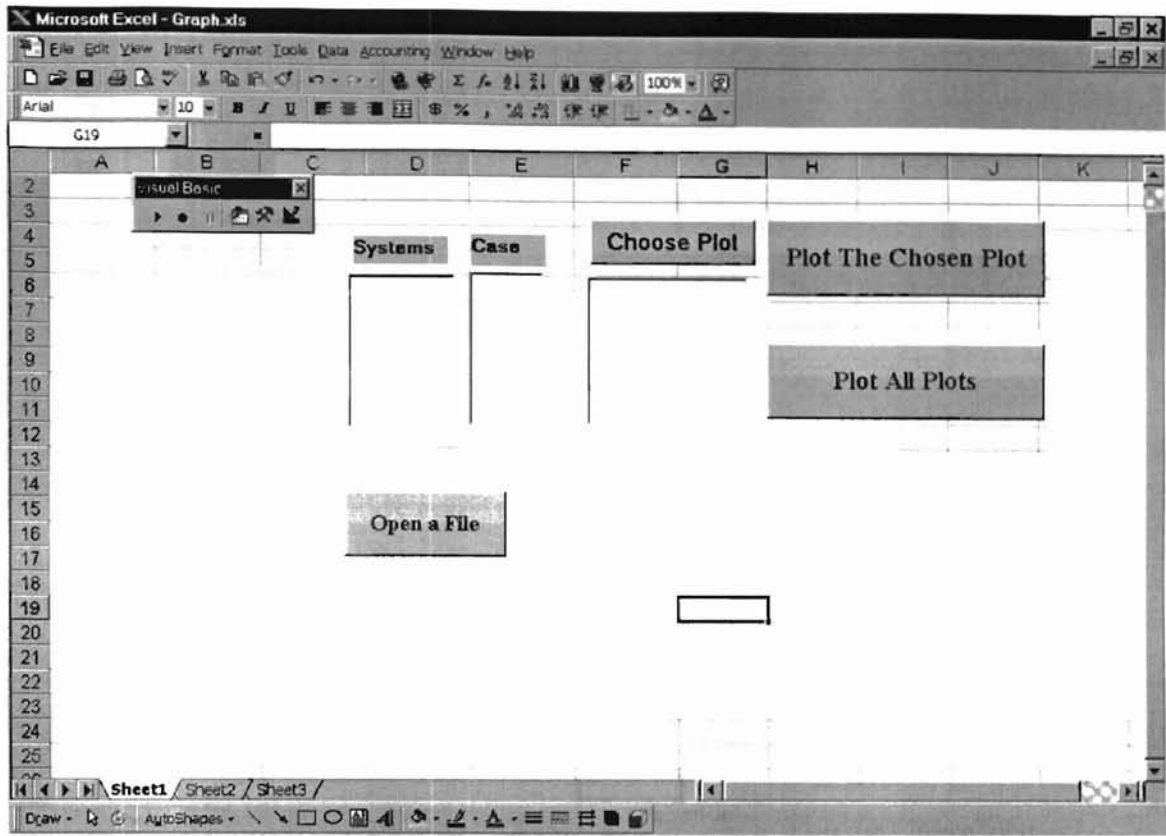 Microsoft Excel - Graph.xls
File Edit View Insert Format Tools Data Accounting Window Help
100%
Arial 10 B I U $ % ,
G19 =
A B C D E F G H I J K
2
Visual Basic
3
4
Systems Case Choose Plot Plot The Chosen Plot
5
6
7
8
9
10
Plot All Plots
11
12
13
14
15
Open a File
16
17
18
19
20
21
22
23
24
25
Sheet1 Sheet2 Sheet3
Draw AutoShapes